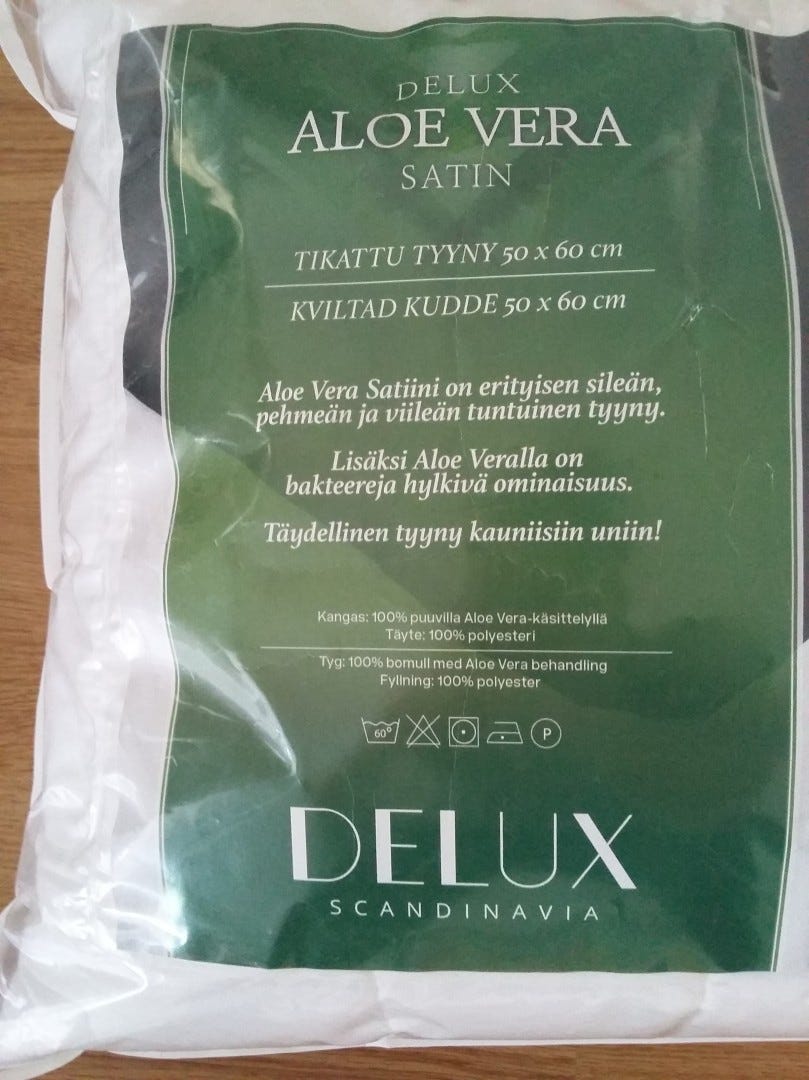 DELUX
ALOE VERA
SATIN
TIKATTU TYYNY 50 x 60 cm
KVILTAD KUDDE 50 x 60 cm
Aloe Vera Satiini on erityisen sileän,
pehmeän ja viileän tuntuinen tyyny.
Lisäksi Aloe Veralla on
bakteereja hylkivä ominaisuus.
Täydellinen tyyny kauniisiin uniin!
Kangas: 100% puuvilla Aloe Vera-käsittelyllä
Täyte: 100% polyesteri
Tyg: 100% bomull med Aloe Vera behandling
Fyllning: 100% polyester
60° P
DELUX
SCANDINAVIA